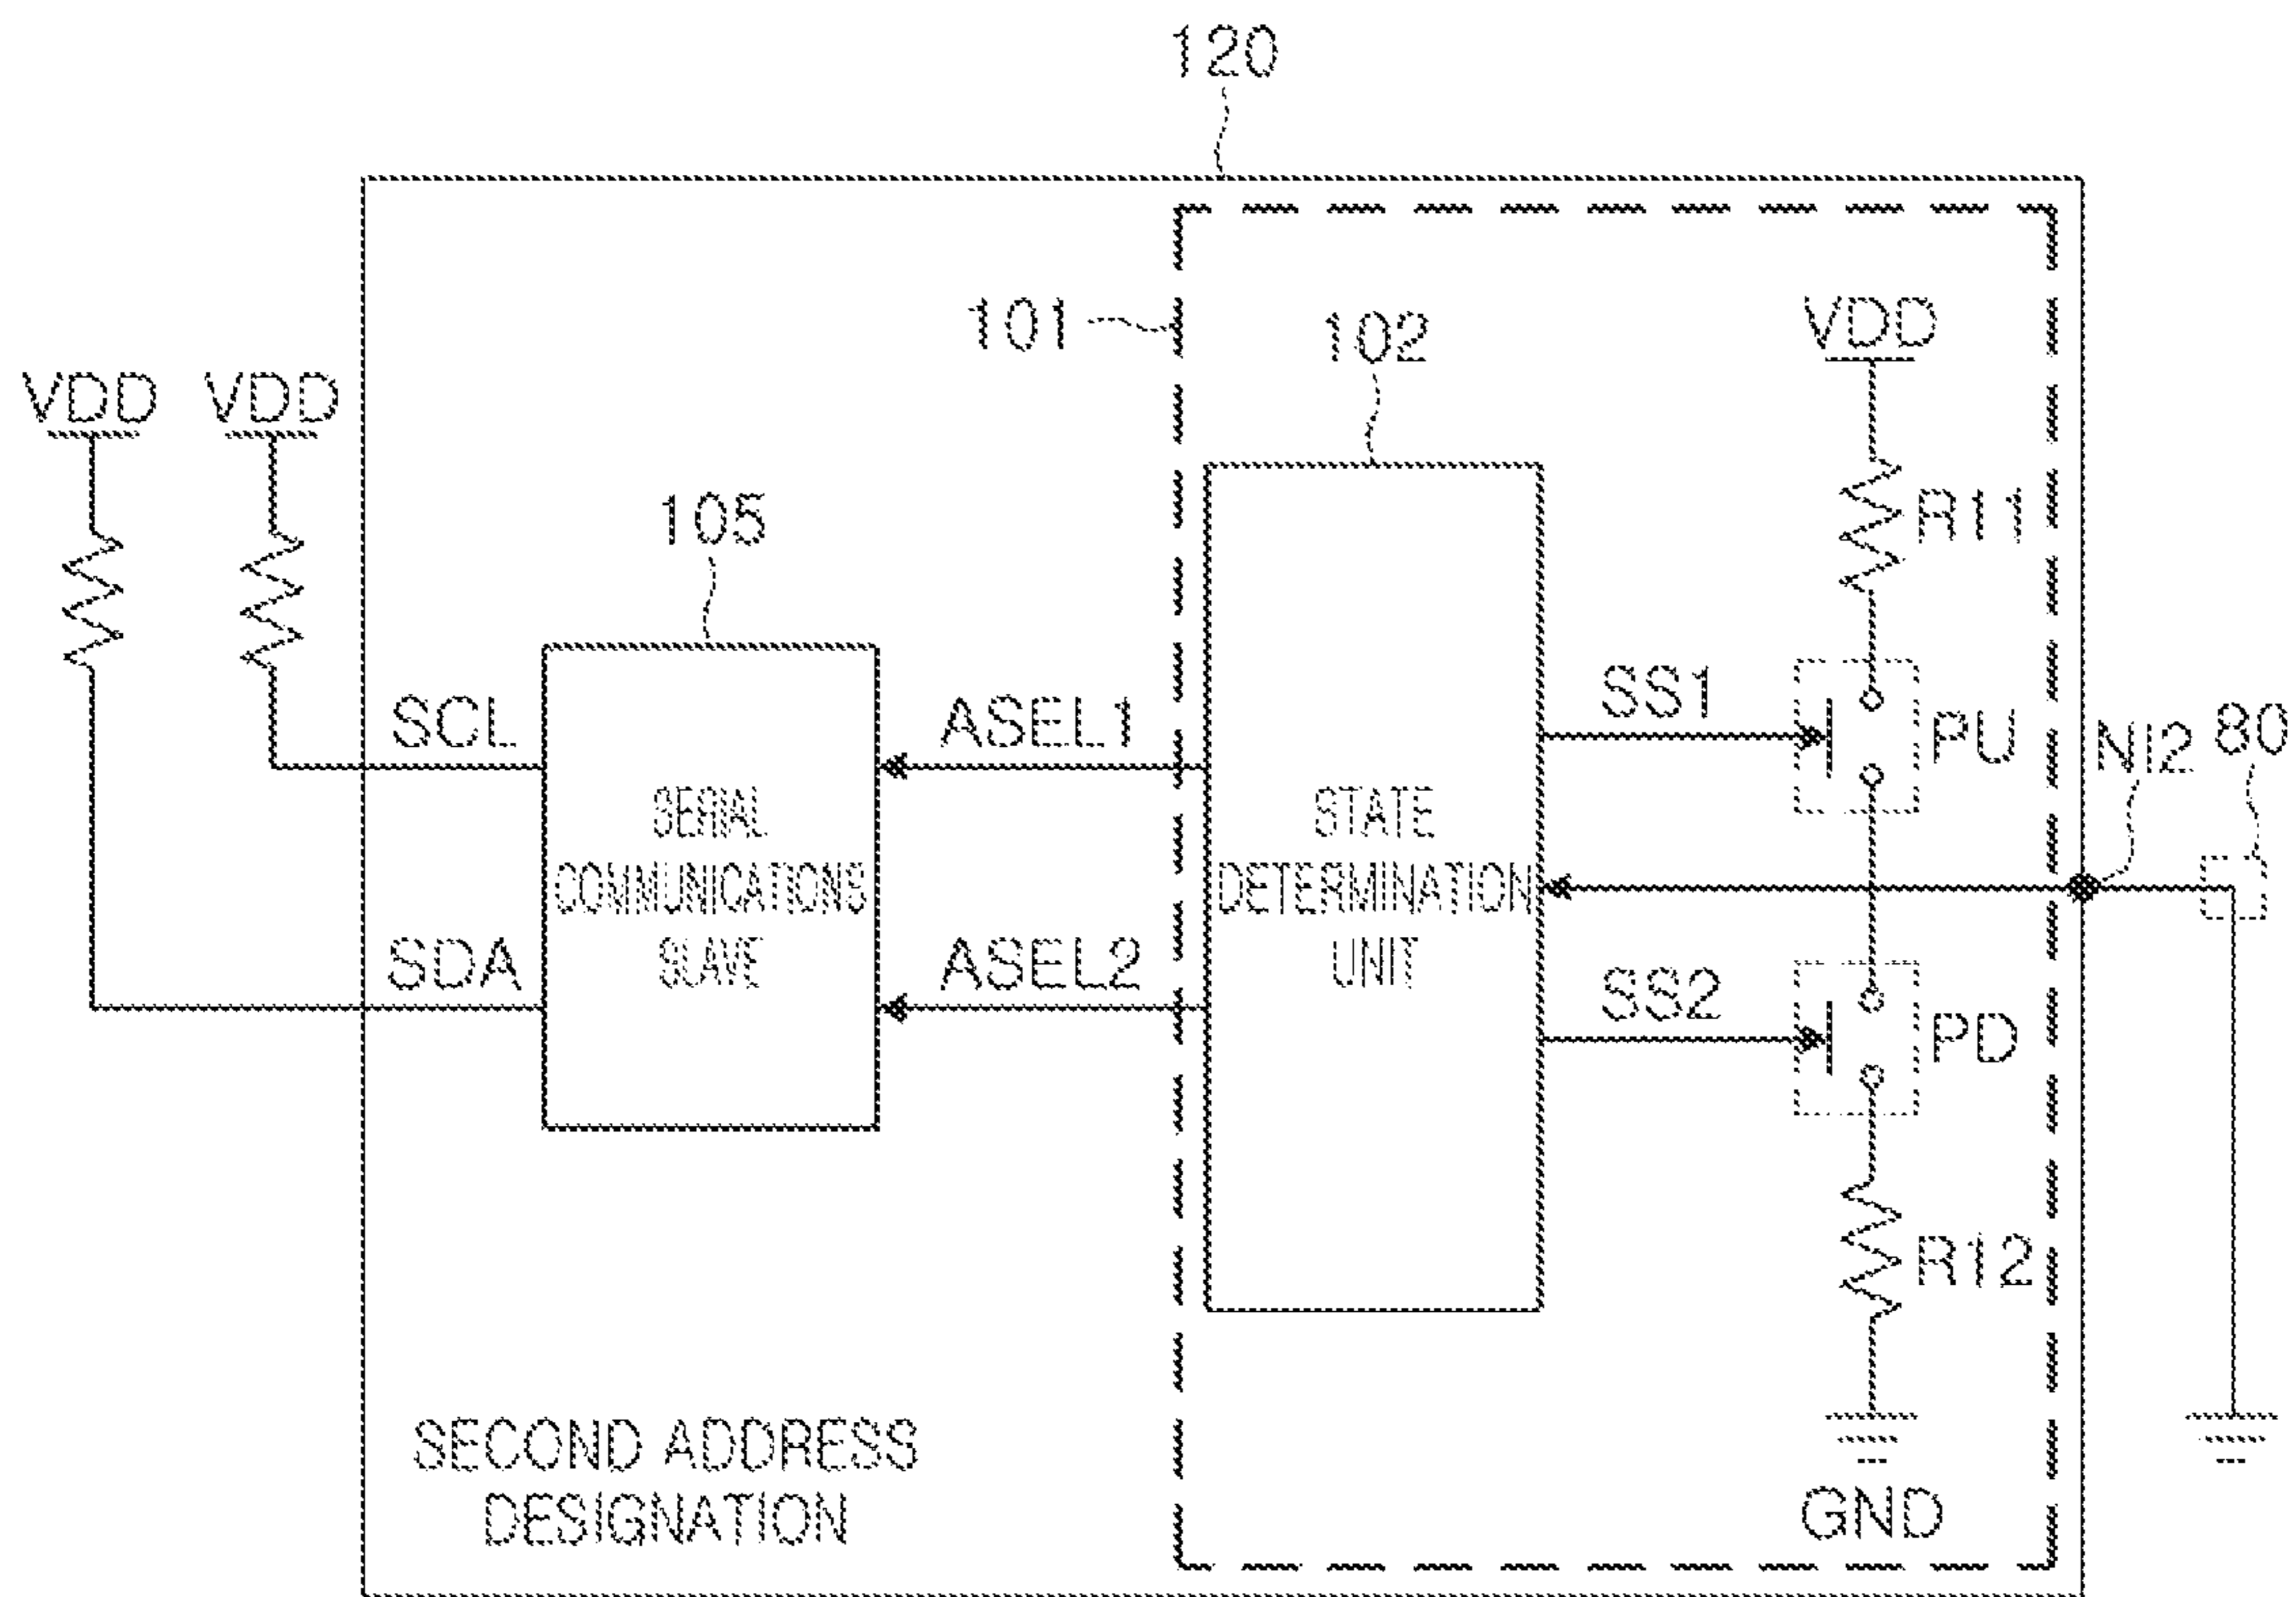 120
101
102
VDD
VDD VDD
R11
105
SCL
ASEL1
SS1
PU
NI2
80
SERIAL
COMMUNICATIONS
SLAVE
STATE
DETERMINATION
UNIT
SDA
ASEL2
SS2
PD
R12
SECOND ADDRESS
DESIGNATION
GND